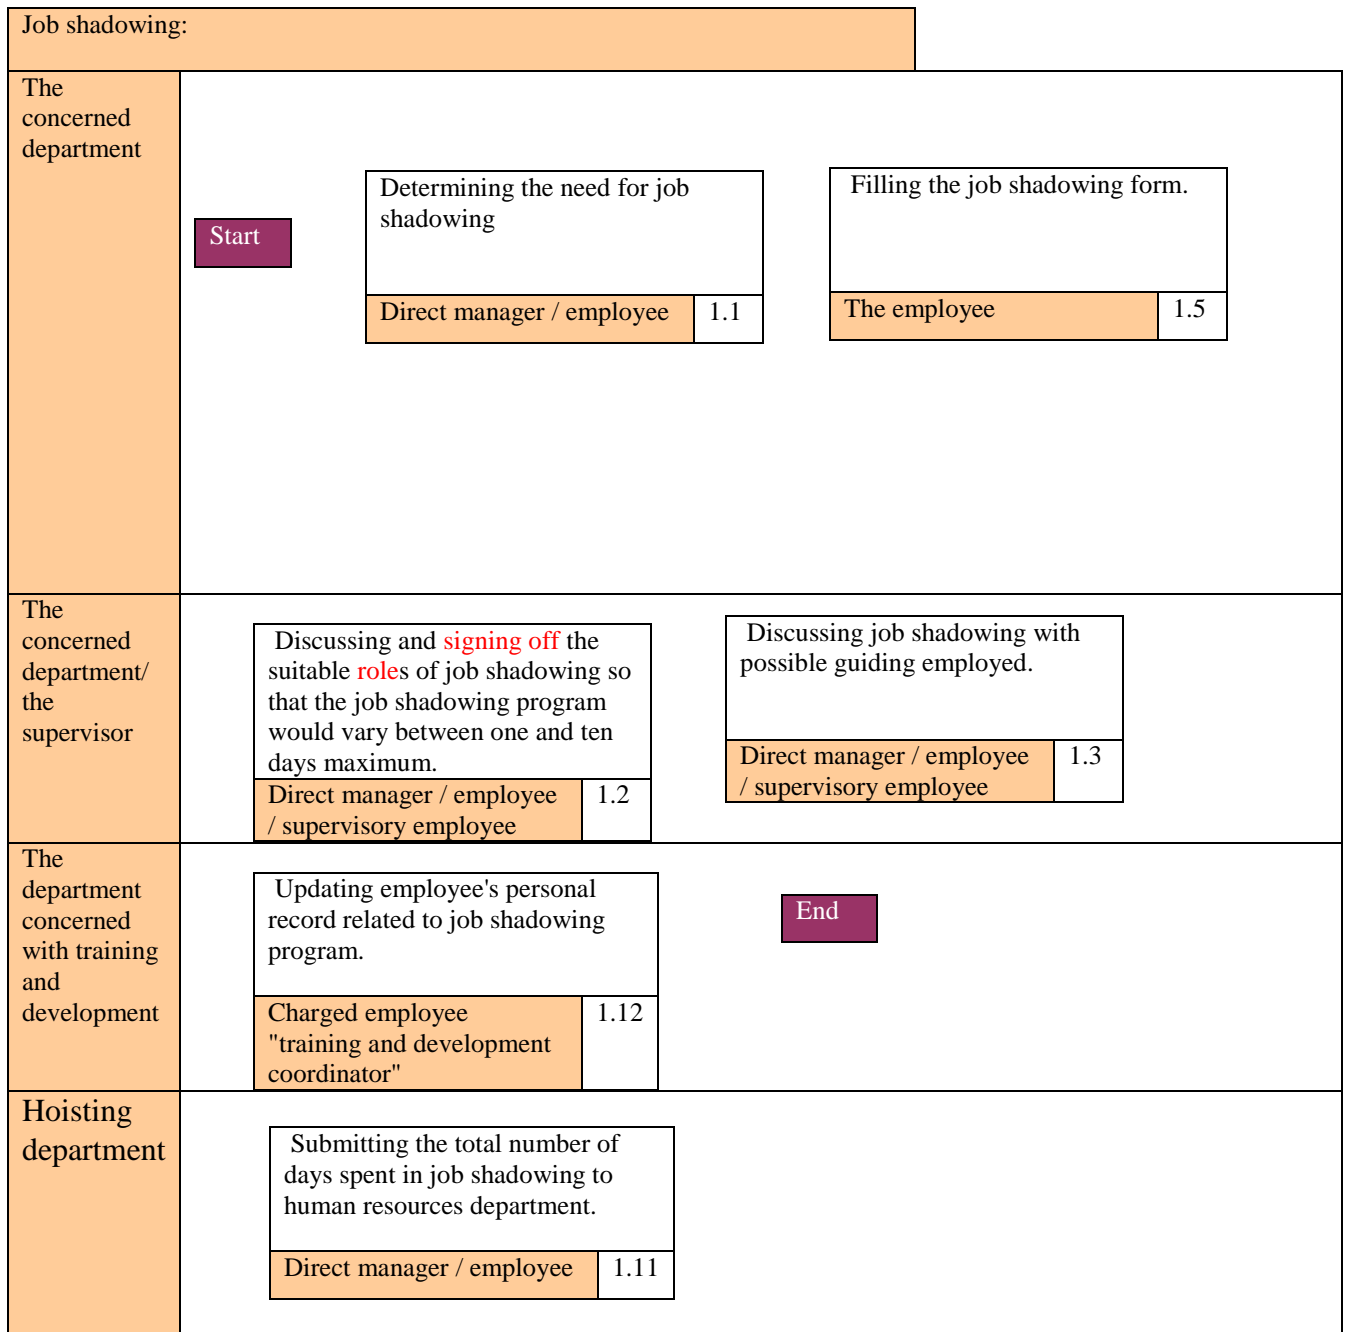 Job shadowing:
The
concerned
department
Start
Determining the need for job
shadowing
Direct manager / employee
1.1
Filling the job shadowing form.
The employee
1.5
The
concerned
department/
the
supervisor
Discussing and signing off the
suitable roles of job shadowing so
that the job shadowing program
would vary between one and ten
days maximum.
Direct manager / employee
/ supervisory employee
1.2
Discussing job shadowing with
possible guiding employed.
Direct manager / employee
/ supervisory employee
1.3
The
department
concerned
with training
and
development
Updating employee's personal
record related to job shadowing
program.
Charged employee
"training and development
coordinator"
1.12
End
Hoisting
department
Submitting the total number of
days spent in job shadowing to
human resources department.
Direct manager / employee
1.11